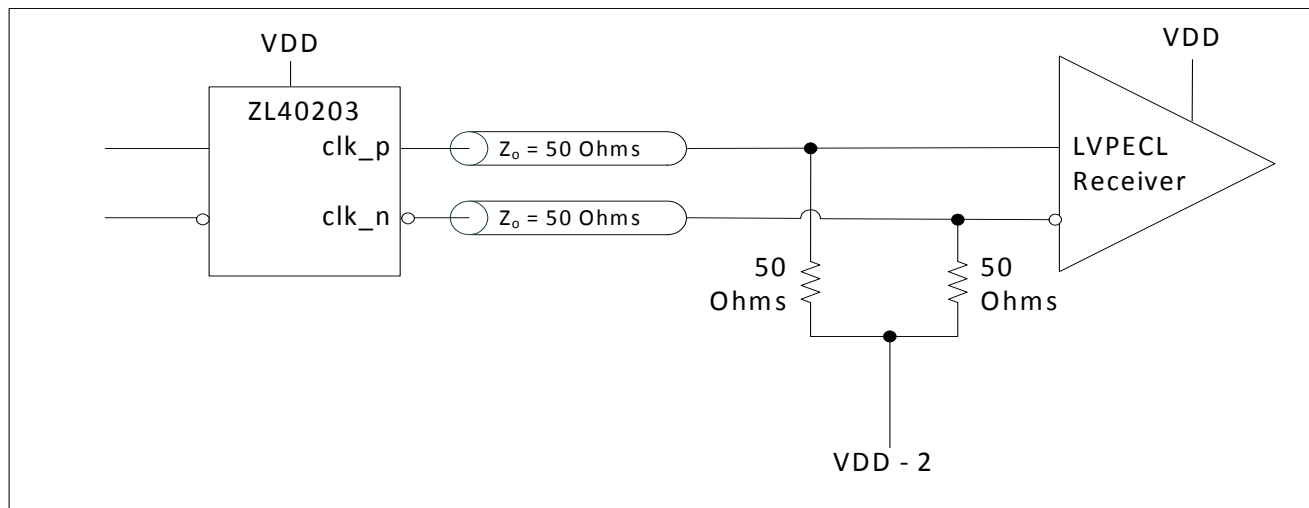 VDD
VDD
ZL40203
clk_p
Zo = 50 Ohms
LVPECL
Receiver
clk_n
Zo = 50 Ohms
50
Ohms
50
Ohms
VDD - 2